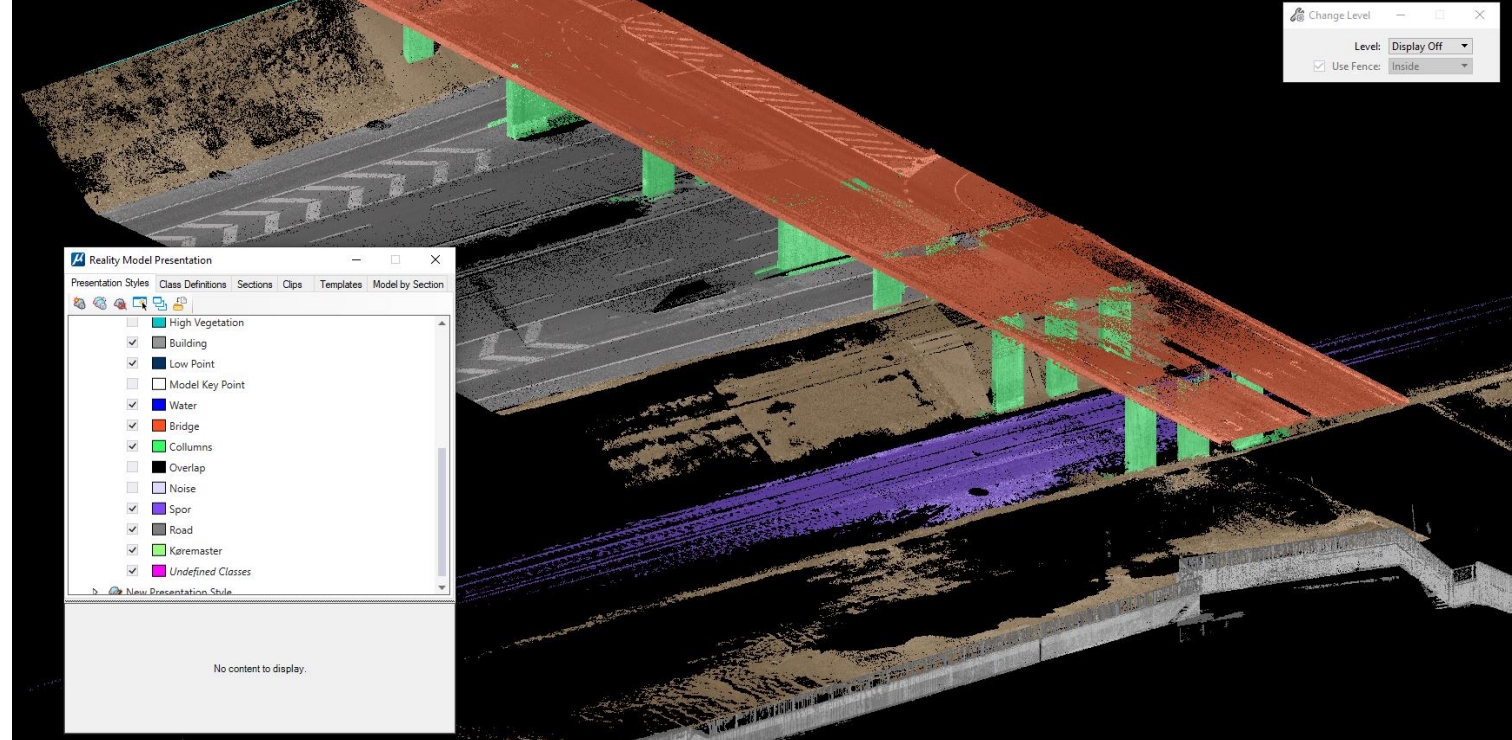 Change Level
Level: Display Off
Use Fence: Inside
Reality Model Presentation
Presentation Styles Class Definitions Sections Clips Templates Model by Section
High Vegetation
Building
Low Point
Model Key Point
Water
Bridge
Collumns
Overlap
Noise
Spor
Road
Køremaster
Undefined Classes
New Presentation Style
No content to display.